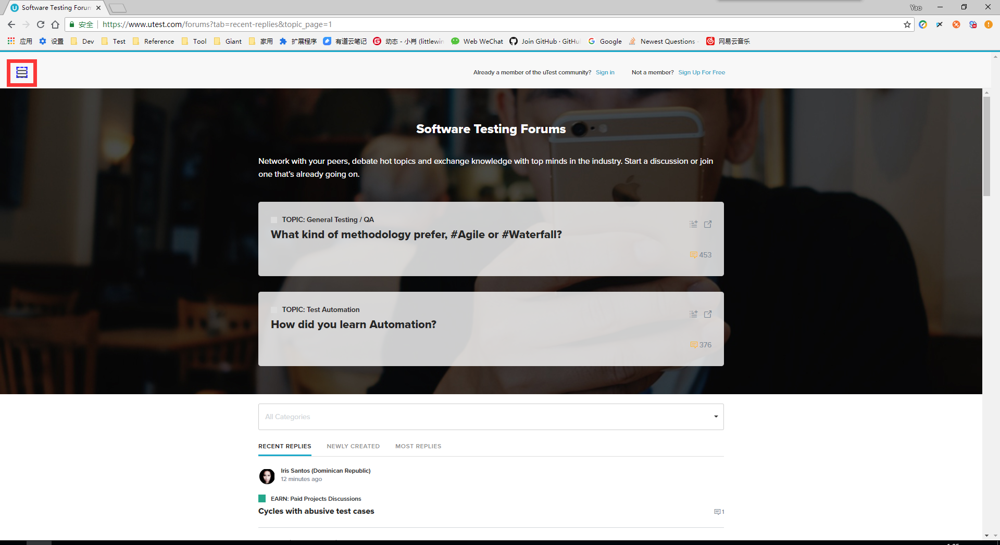 Software Testing Forum
Yao
安全
https://www.utest.com/forums?tab=recent-replies&topic_page=1
应用 设置 Dev Test Reference Tool Giant 家用 扩展程序 有道云笔记 动态 - 小肖 (littlewin Web WeChat Join GitHub · GitHu Google Newest Questions - 网易云音乐
Already a member of the uTest community? Sign in Not a member? Sign Up For Free
Software Testing Forums
Network with your peers, debate hot topics and exchange knowledge with top minds in the industry. Start a discussion or join
one that's already going on.
TOPIC: General Testing / QA
What kind of methodology prefer, #Agile or #Waterfall?
453
TOPIC: Test Automation
How did you learn Automation?
376
All Categories
RECENT REPLIES NEWLY CREATED MOST REPLIES
Iris Santos (Dominican Republic)
12 minutes ago
EARN: Paid Projects Discussions
Cycles with abusive test cases
1